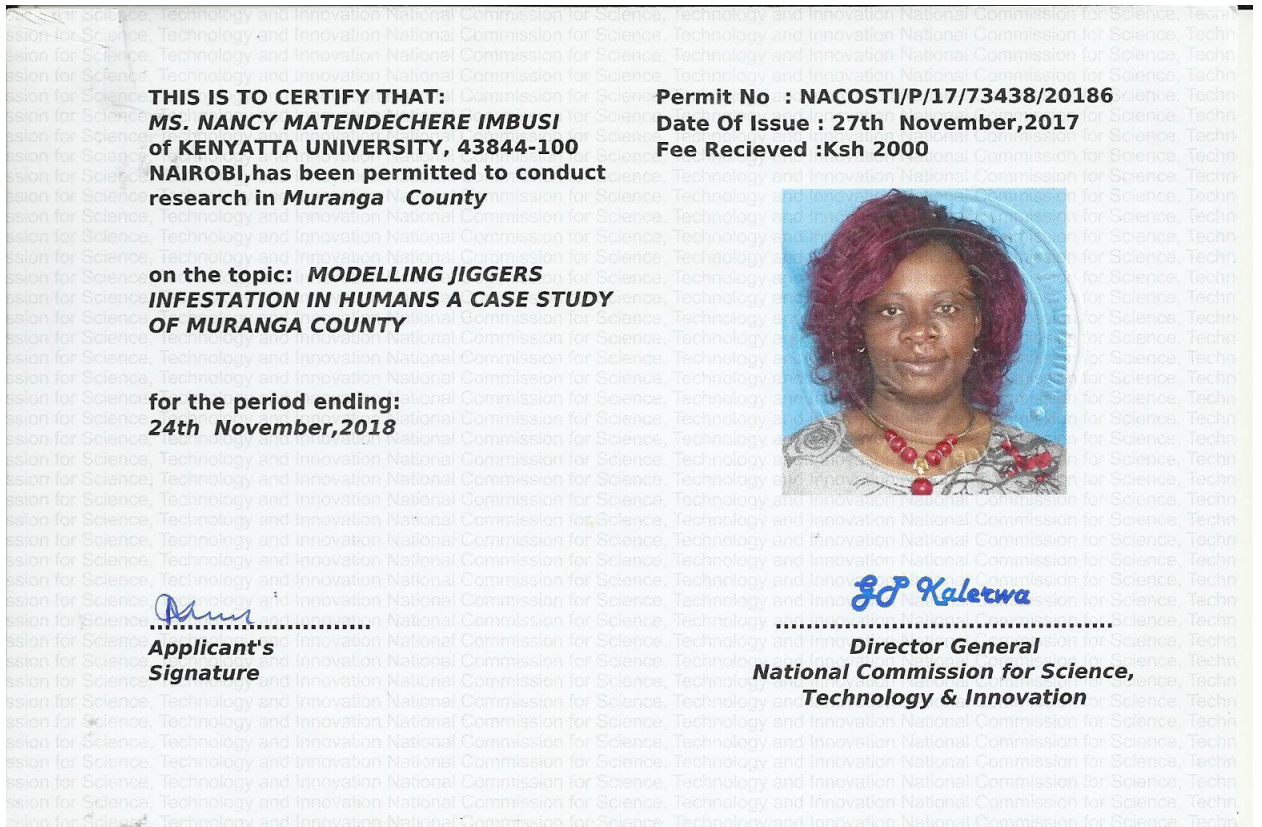 THIS IS TO CERTIFY THAT:
MS. NANCY MATENDECHERE IMBUSI
of KENYATTA UNIVERSITY, 43844-100
NAIROBI,has been permitted to conduct
research in Muranga County
on the topic: MODELLING JIGGERS
INFESTATION IN HUMANS A CASE STUDY
OF MURANGA COUNTY
for the period ending:
24th November,2018
Applicant's
Signature
Permit No : NACOSTI/P/17/73438/20186
Date Of Issue : 27th November,2017
Fee Recieved :Ksh 2000
GP Kalerwa
Director General
National Commission for Science,
Technology & Innovation